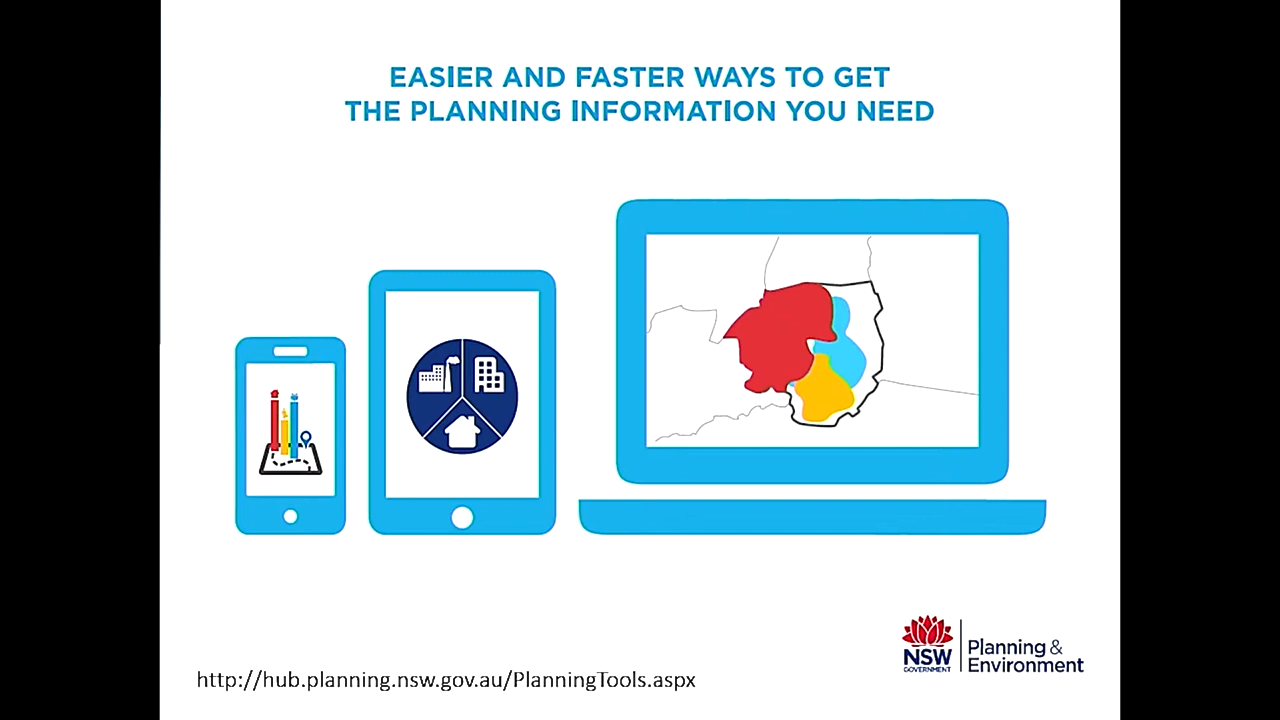 EASIER AND FASTER WAYS TO GET
THE PLANNING INFORMATION YOU NEED
NSW
GOVERNMENT
Planning &
Environment
http://hub.planning.nsw.gov.au/PlanningTools.aspx